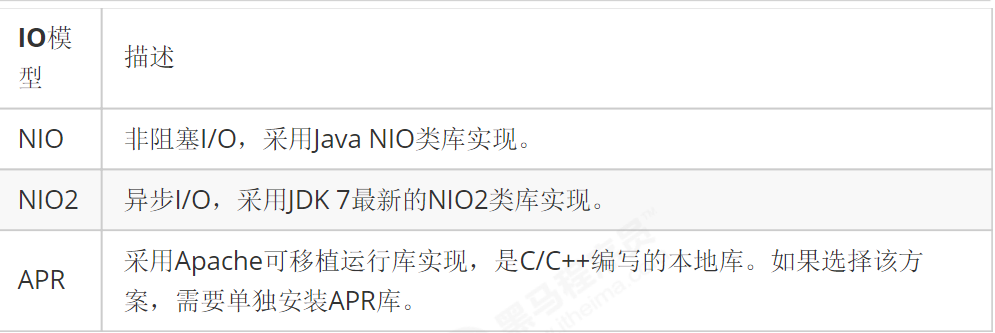 IO模
型
描述
NIO
非阻塞I/O，采用Java NIO类库实现。
NIO2
异步I/O，采用JDK 7最新的NIO2类库实现。
APR
采用Apache可移植运行库实现，是C/C++编写的本地库。如果选择该方
案，需要单独安装APR库。
黑马程序员™
www.itheima.com